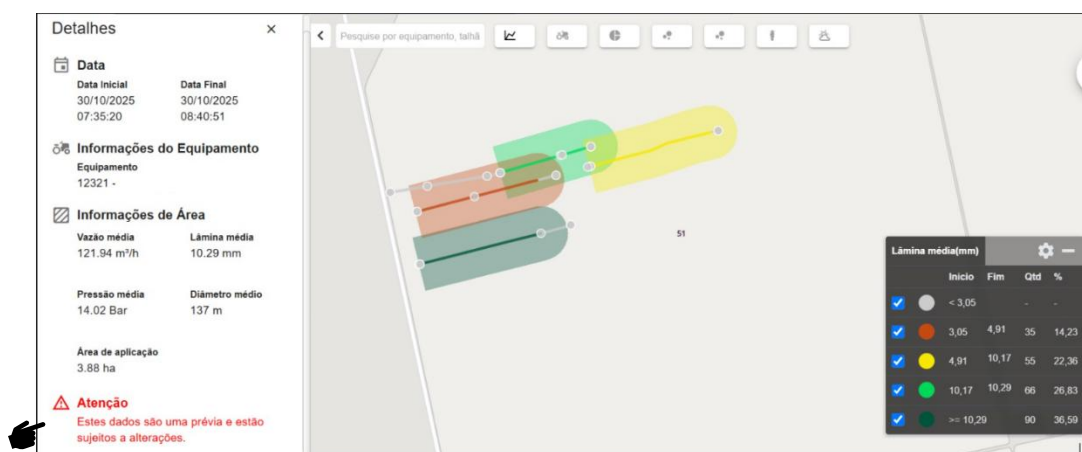 Detalhes ×
Data
Data Inicial Data Final
30/10/2025 30/10/2025
07:35:20 08:40:51
Informações do Equipamento
Equipamento
12321 -
Informações de Área
Vazão média Lâmina média
121.94 m³/h 10.29 mm
Pressão média Diâmetro médio
14.02 Bar 137 m
Área de aplicação
3.88 ha
Atenção
Estes dados são uma prévia e estão
sujeitos a alterações.
Pesquise por equipamento, talhã
51
Lâmina média(mm)
Início Fim Qtd %
< 3,05 - -
3,05 4,91 35 14,23
4,91 10,17 55 22,36
10,17 10,29 66 26,83
>= 10,29 90 36,59